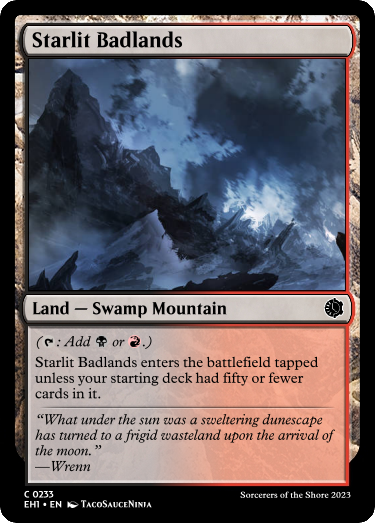 Starlit Badlands
Land — Swamp Mountain
( : Add or .)
Starlit Badlands enters the battlefield tapped
unless your starting deck had fifty or fewer
cards in it.
“What under the sun was a sweltering dunescape
has turned to a frigid wasteland upon the arrival of
the moon.”
—Wrenn
C 0233
EH1 • EN TacoSauceNinja
Sorcerers of the Shore 2023